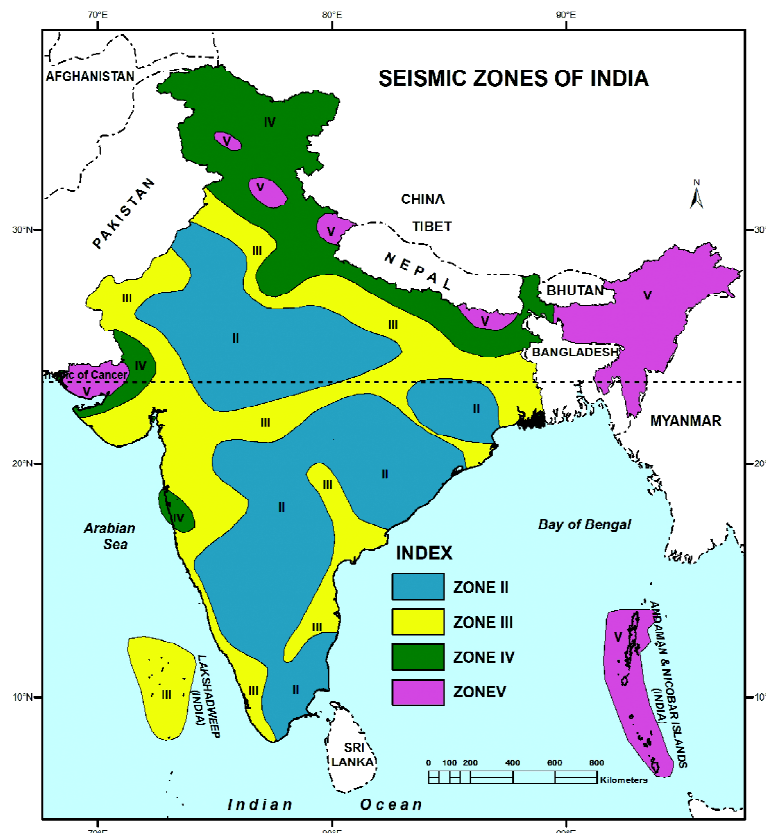 70°E 80°E 90°E
SEISMIC ZONES OF INDIA
AFGHANISTAN
IV
V
V
PAKISTAN
CHINA
TIBET
N
30°N
30°
V
III
NEPAL
BHUTAN
V
III
III
V
II
IV
BANGLADESH
Tropic of Cancer
V
II
III
MYANMAR
20°N
20°
II
III
II
IV
Arabian
Sea
Bay of Bengal
INDEX
ZONE II
ZONE III
ZONE IV
ZONEV
III
V
ANDAMAN & NICOBAR ISLANDS
(INDIA)
LAKSHADWEEP
(INDIA)
III
III
II
10°N
10°
SRI
LANKA
0 100 200 400 600 800
Kilometers
Indian Ocean